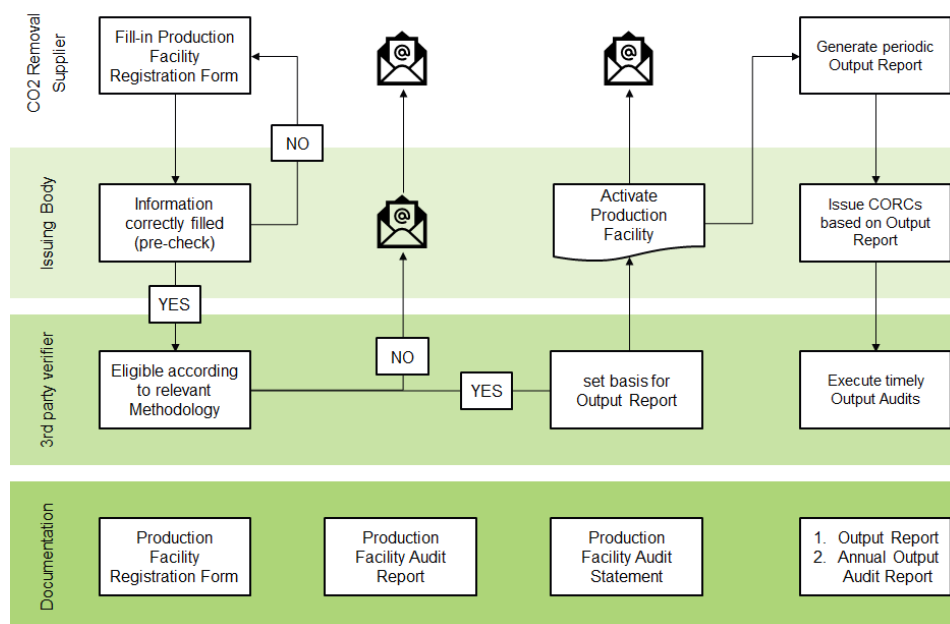 CO2 Removal
Supplier
Fill-in Production
Facility
Registration Form
@
@
Generate periodic
Output Report
NO
Issuing Body
Information
correctly filled
(pre-check)
@
Activate
Production
Facility
Issue CORCs
based on Output
Report
YES
3rd party verifier
Eligible according
to relevant
Methodology
NO
YES
set basis for
Output Report
Execute timely
Output Audits
Documentation
Production
Facility
Registration Form
Production
Facility Audit
Report
Production
Facility Audit
Statement
1. Output Report
2. Annual Output
Audit Report